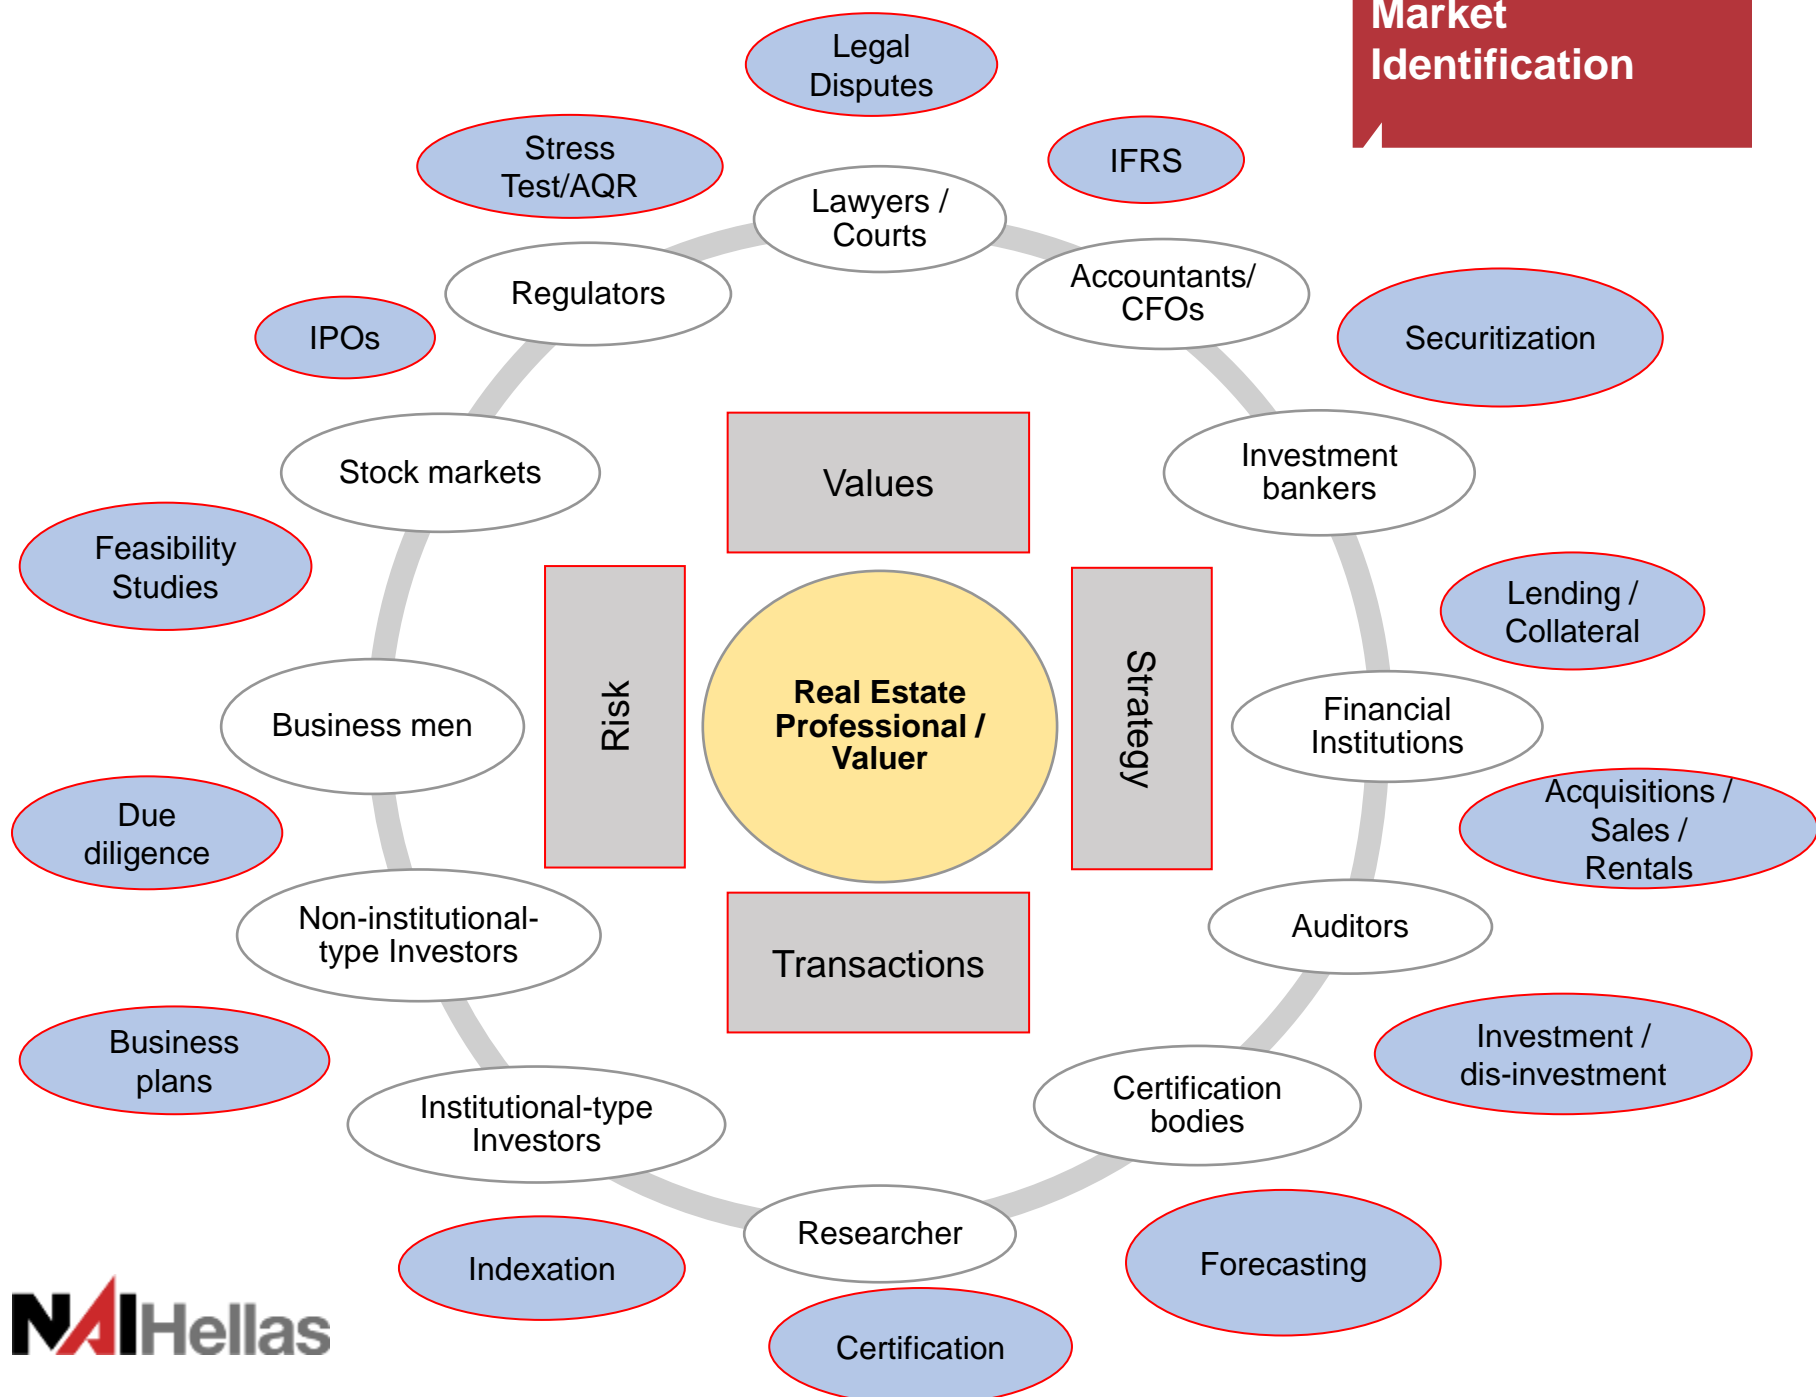 Market
Identification
Legal
Disputes
Stress
Test/AQR
IFRS
Lawyers /
Courts
Regulators
Accountants/
CFOs
IPOs
Securitization
Stock markets
Values
Investment
bankers
Feasibility
Studies
Lending /
Collateral
Business men
Risk
Real Estate
Professional /
Valuer
Strategy
Financial
Institutions
Due
diligence
Acquisitions /
Sales /
Rentals
Non-institutional-
type Investors
Transactions
Auditors
Business
plans
Investment /
dis-investment
Institutional-type
Investors
Certification
bodies
Researcher
Indexation
Forecasting
Certification
NAIHellas